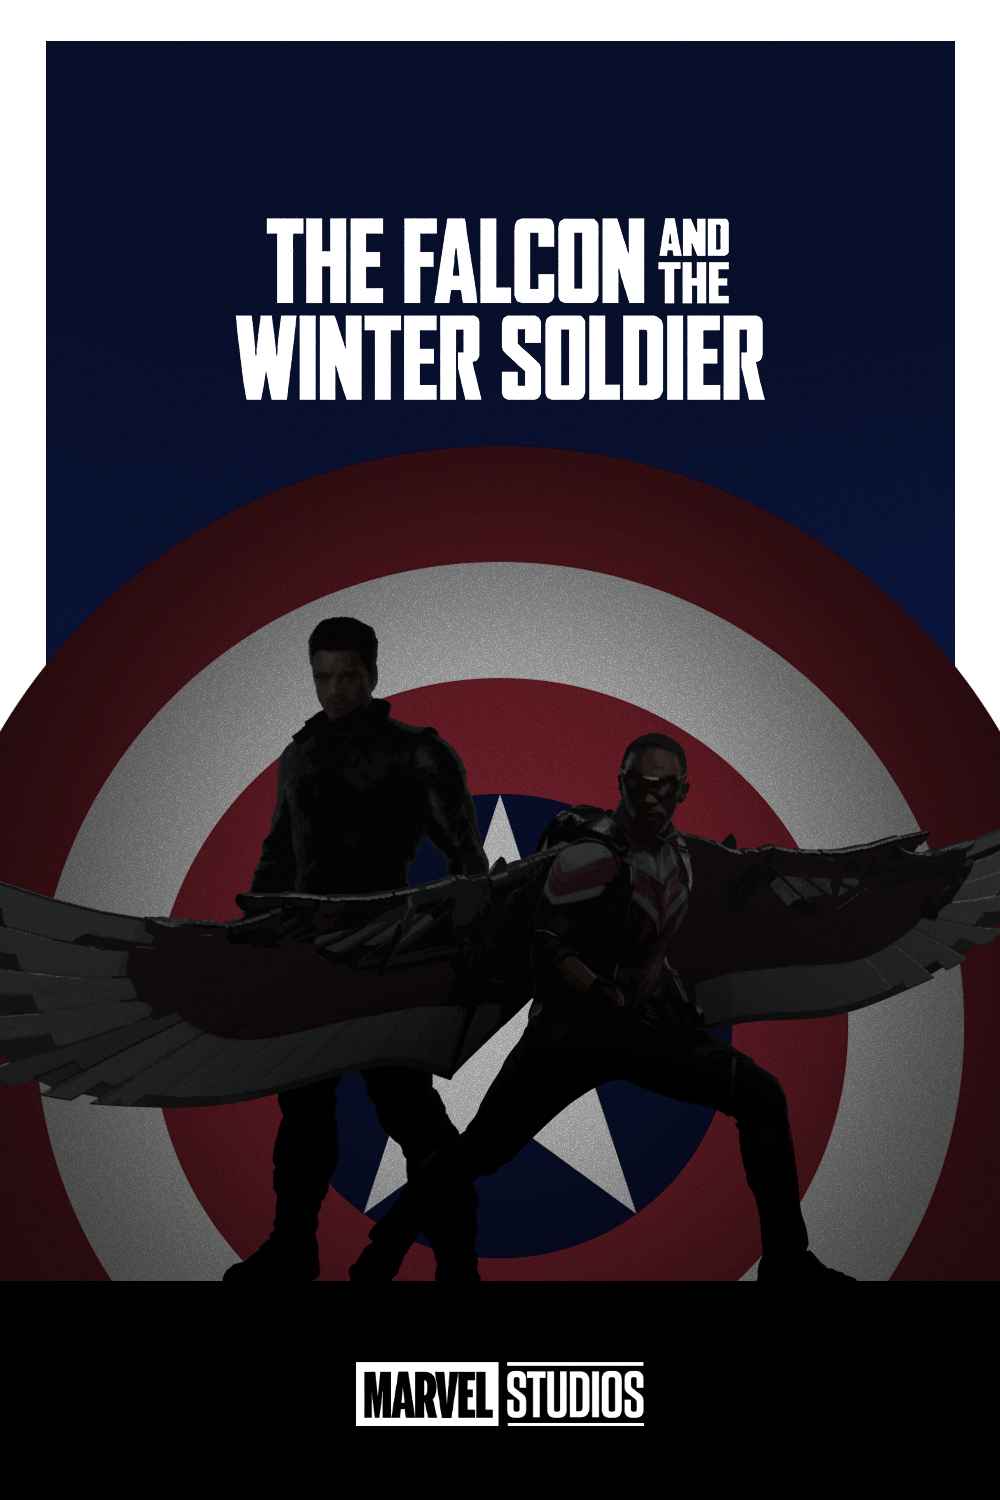 THE FALCON AND THE
WINTER SOLDIER
MARVEL STUDIOS